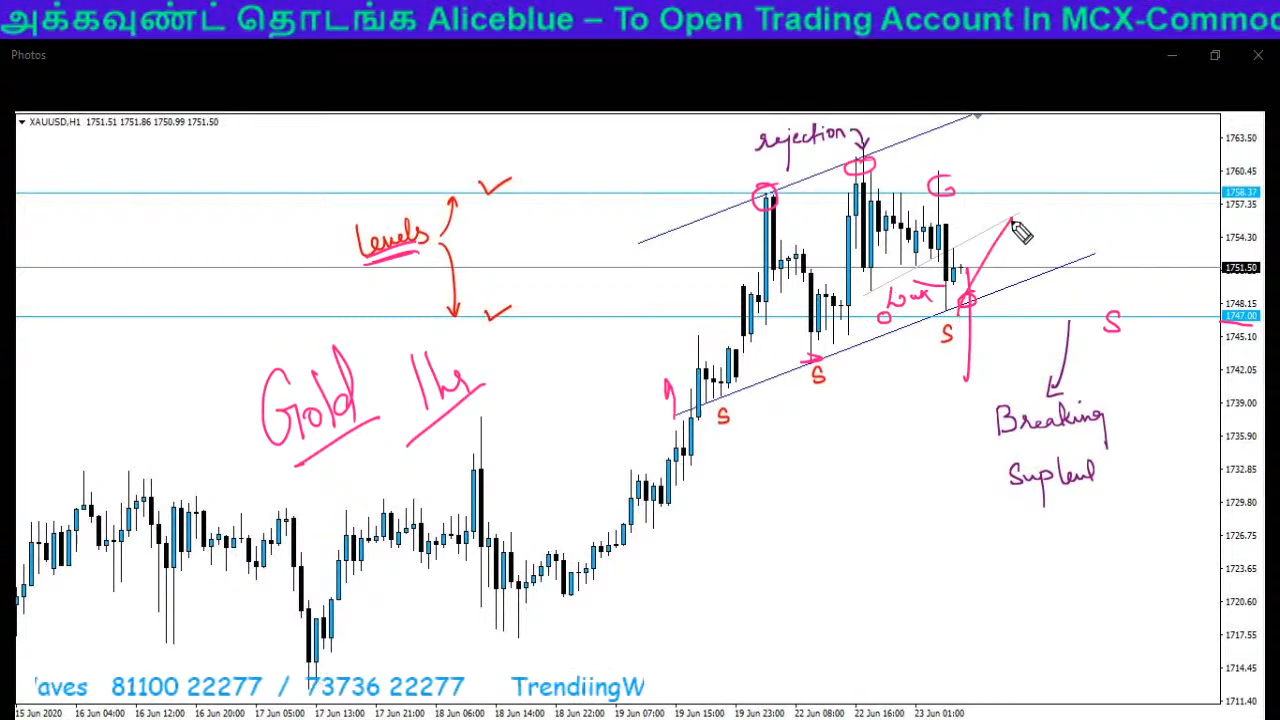 அக்கவுண்ட் தொடங்க Aliceblue – To Open Trading Account In MCX-Commod
Photos
XAUUSD,H1 1751.51 1751.86 1750.99 1751.50
rejection
Levels
Gold 1hr
S
S
S
S
Breaking
1763.50
1760.45
1758.37
1757.35
1754.30
1751.50
1748.15
1747.00
1745.10
1742.05
1739.00
1735.90
1732.85
1729.80
1726.75
1723.65
1720.60
1717.55
1714.45
1711.40
Waves 81100 22277 / 73736 22277 TrendiingW
15 Jun 2020 16 Jun 04:00 16 Jun 12:00 16 Jun 20:00 17 Jun 05:00 17 Jun 13:00 17 Jun 21:00 18 Jun 06:00 18 Jun 14:00 18 Jun 22:00 19 Jun 07:00 19 Jun 15:00 19 Jun 23:00 22 Jun 08:00 22 Jun 16:00 23 Jun 01:00